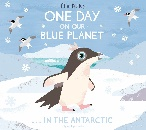 ONE DAY
ON OUR
BLUE PLANET
...IN THE ANTARCTIC